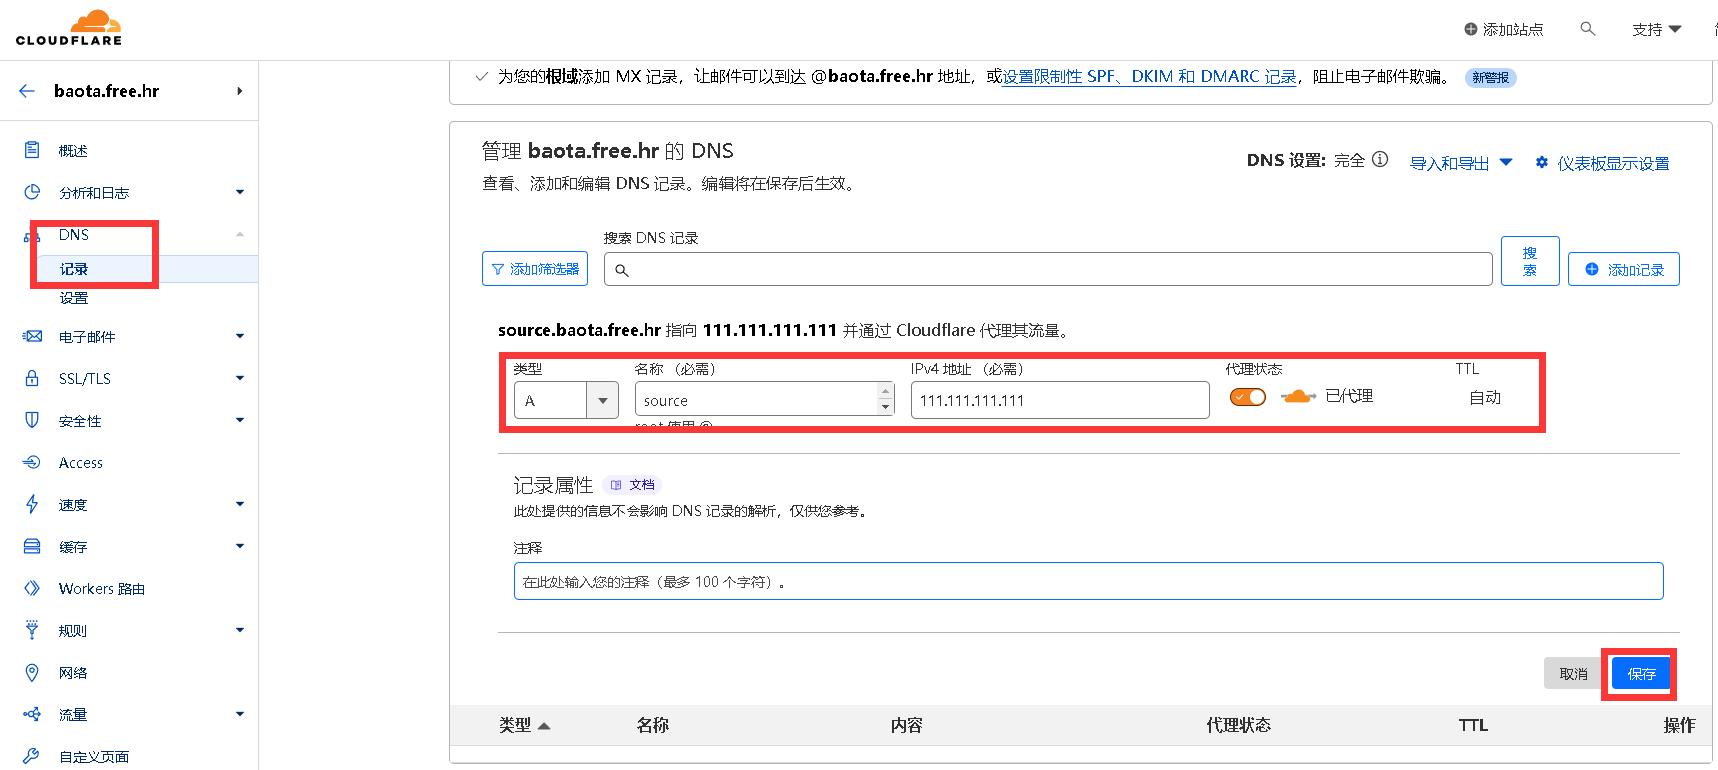 CLOUDFLARE
添加站点
支持
baota.free.hr
概述
分析和日志
DNS
记录
设置
电子邮件
SSL/TLS
安全性
Access
速度
缓存
Workers 路由
规则
网络
流量
自定义页面
为您的根域添加 MX 记录，让邮件可以到达 @baota.free.hr 地址，或设置限制性 SPF、DKIM 和 DMARC 记录，阻止电子邮件欺骗。 新警报
管理 baota.free.hr 的 DNS
查看、添加和编辑 DNS 记录。编辑将在保存后生效。
DNS 设置: 完全
导入和导出
仪表板显示设置
搜索 DNS 记录
添加筛选器
搜
索
添加记录
source.baota.free.hr 指向 111.111.111.111 并通过 Cloudflare 代理其流量。
类型 名称 （必需） IPv4 地址 （必需） 代理状态 TTL
A source 111.111.111.111 已代理 自动
root 使用 @
记录属性 文档
此处提供的信息不会影响 DNS 记录的解析，仅供您参考。
注释
在此处输入您的注释（最多 100 个字符）。
取消 保存
类型 名称 内容 代理状态 TTL 操作